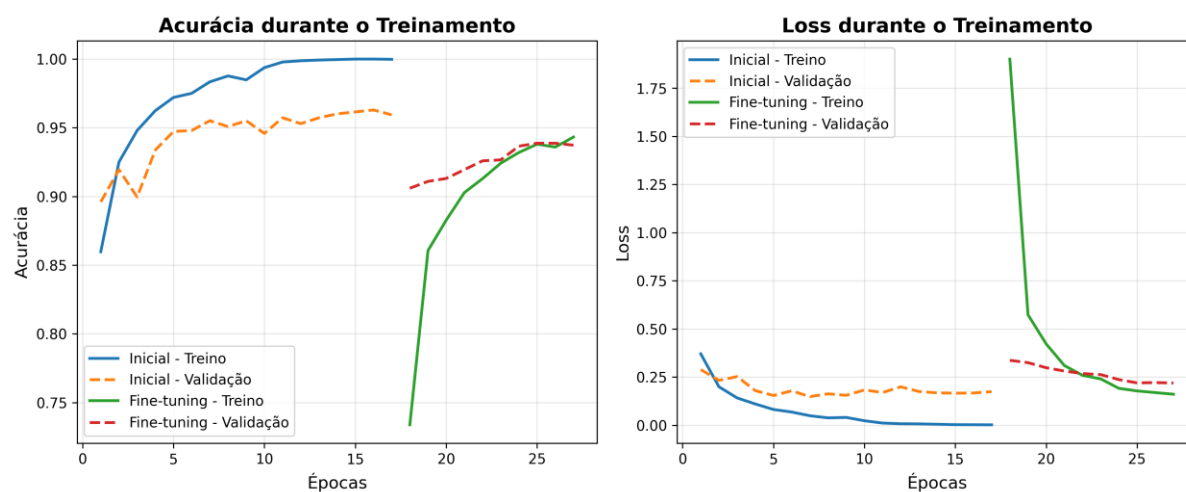 Acurácia durante o Treinamento
1.00
0.95
0.90
0.85
0.80
0.75
Acurácia
Inicial - Treino
Inicial - Validação
Fine-tuning - Treino
Fine-tuning - Validação
0
5
10
15
20
25
Épocas
Loss durante o Treinamento
Inicial - Treino
Inicial - Validação
Fine-tuning - Treino
Fine-tuning - Validação
1.75
1.50
1.25
1.00
0.75
0.50
0.25
0.00
Loss
0
5
10
15
20
25
Épocas